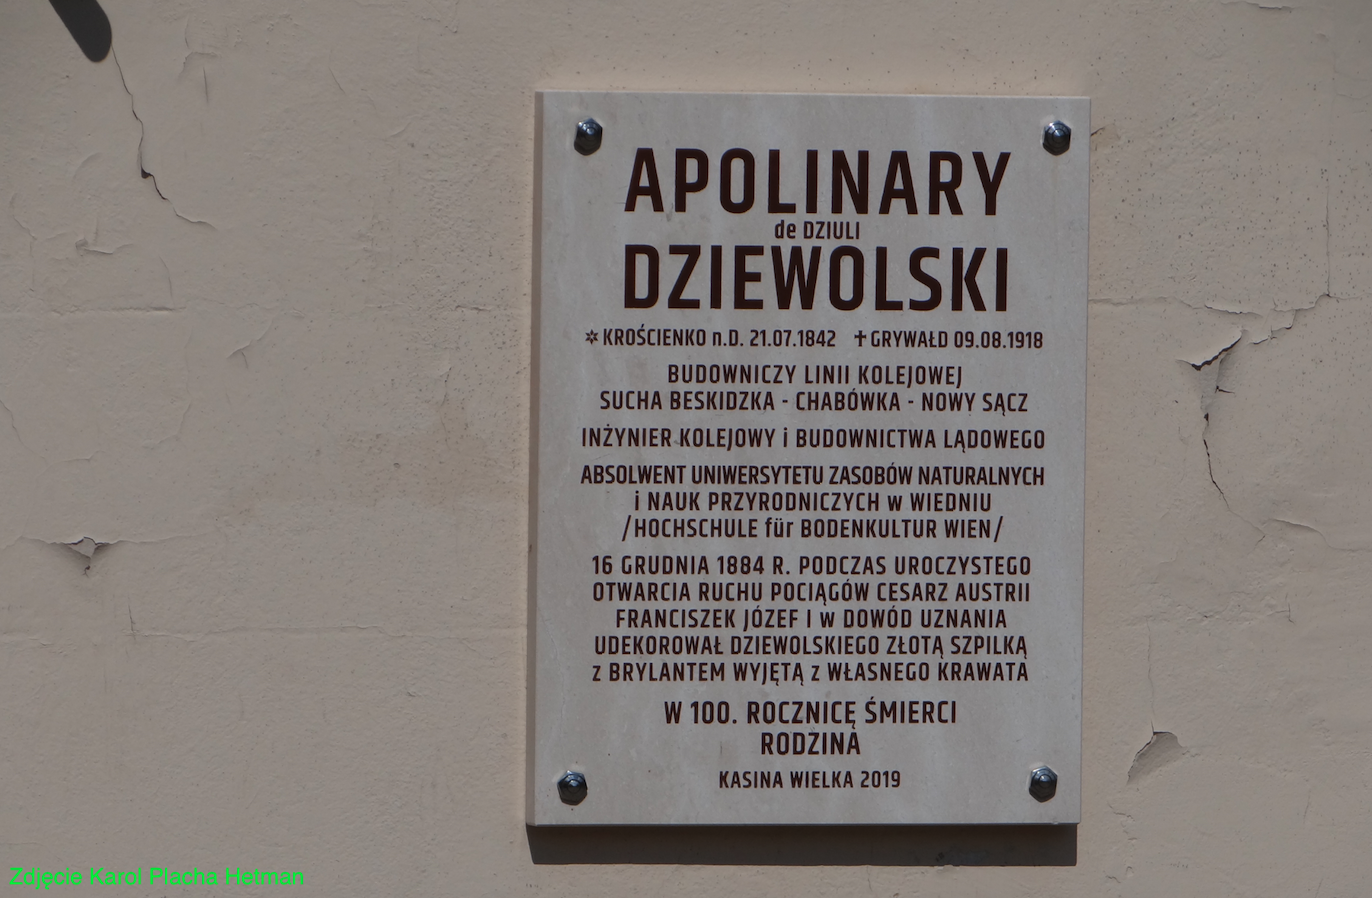 APOLINARY
de DZIULI
DZIEWOLSKI
✲ KROŚCIENKO n.D. 21.07.1842 ✝ GRYWAŁD 09.08.1918
BUDOWNICZY LINII KOLEJOWEJ
SUCHA BESKIDZKA - CHABÓWKA - NOWY SĄCZ
INŻYNIER KOLEJOWY i BUDOWNICTWA LĄDOWEGO
ABSOLWENT UNIWERSYTETU ZASOBÓW NATURALNYCH
i NAUK PRZYRODNICZYCH w WIEDNIU
/HOCHSCHULE für BODENKULTUR WIEN/
16 GRUDNIA 1884 R. PODCZAS UROCZYSTEGO
OTWARCIA RUCHU POCIĄGÓW CESARZ AUSTRII
FRANCISZEK JÓZEF I w DOWÓD UZNANIA
UDEKOROWAŁ DZIEWOLSKIEGO ZŁOTĄ SZPILKĄ
z BRYLANTEM WYJĘTĄ z WŁASNEGO KRAWATA
W 100. ROCZNICĘ ŚMIERCI
RODZINA
KASINA WIELKA 2019
Zdjęcie Karol Placha Hetman